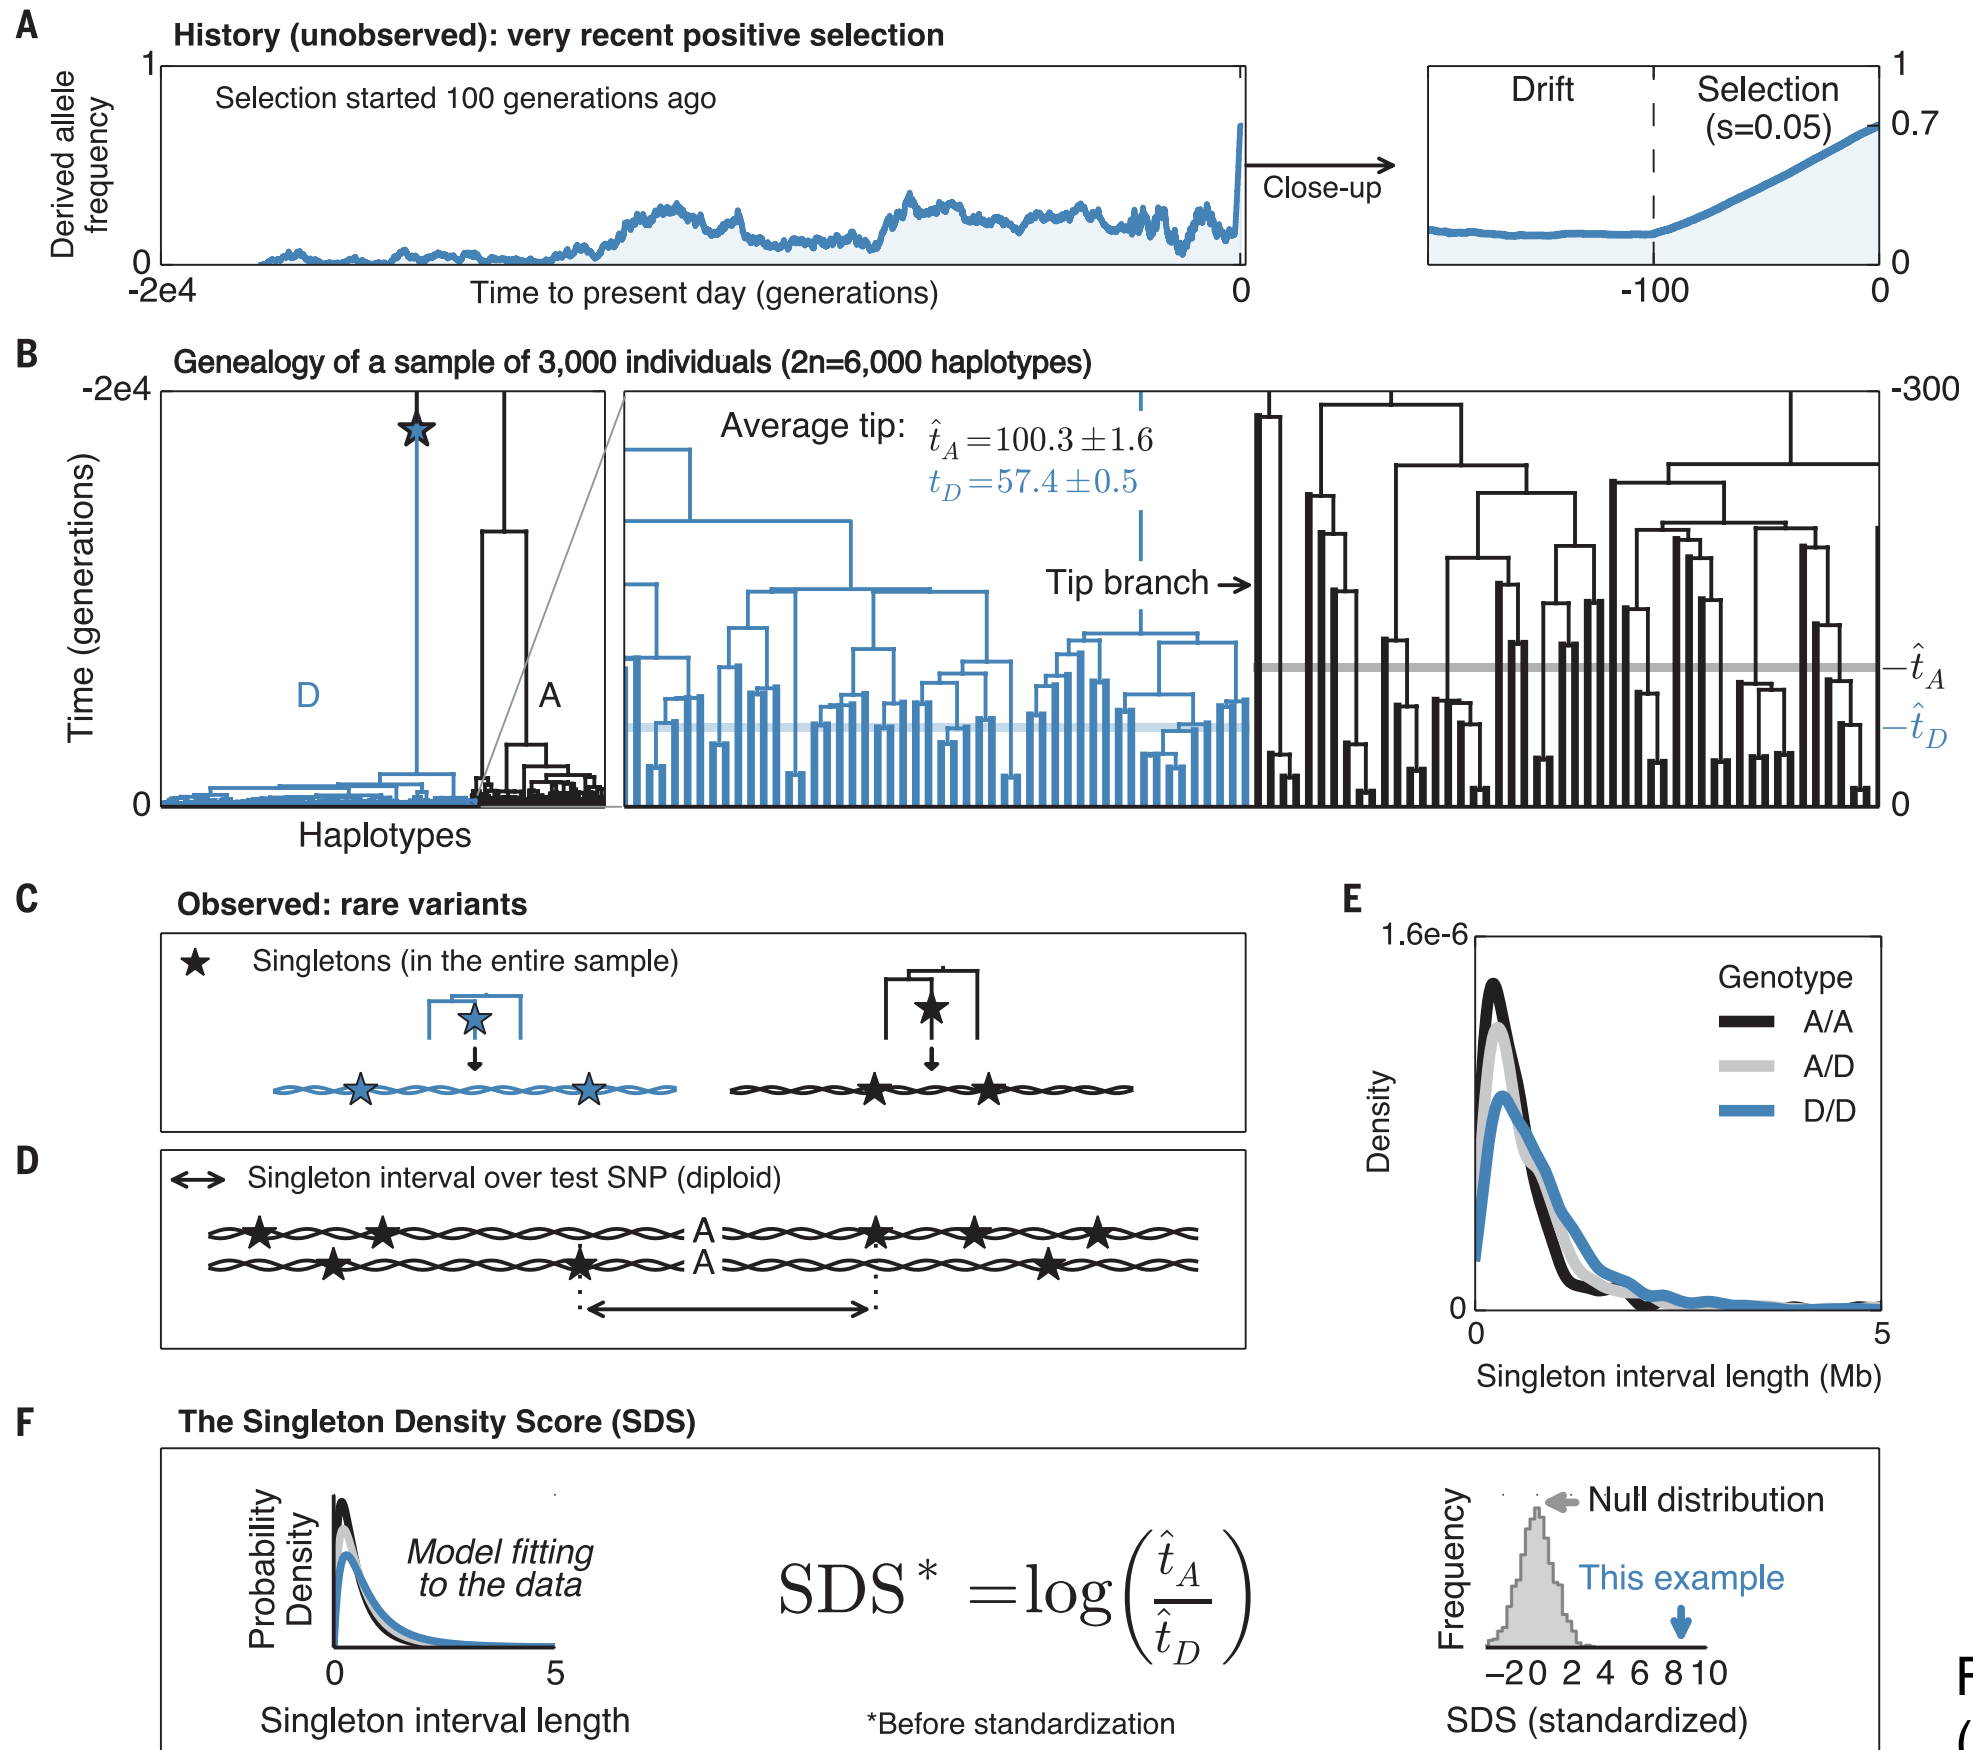 A
History (unobserved): very recent positive selection
Derived allele
frequency
1
0
Selection started 100 generations ago
-2e4
Time to present day (generations)
0
Close-up
Drift
Selection
(s=0.05)
1
0.7
0
-100
0
B
Genealogy of a sample of 3,000 individuals (2n=6,000 haplotypes)
-2e4
Time (generations)
0
D
A
Haplotypes
Average tip:
t̂_A=100.3±1.6
t_D=57.4±0.5
Tip branch
-300
t̂_A
t̂_D
0
C
Observed: rare variants
Singletons (in the entire sample)
D
Singleton interval over test SNP (diploid)
A
A
E
1.6e-6
Density
0
Genotype
A/A
A/D
D/D
0
5
Singleton interval length (Mb)
F
The Singleton Density Score (SDS)
Probability
Density
Model fitting
to the data
0
5
Singleton interval length
SDS* =log(t̂_A/t̂_D)
*Before standardization
Frequency
Null distribution
This example
−2 0 2 4 6 8 10
SDS (standardized)
F
(